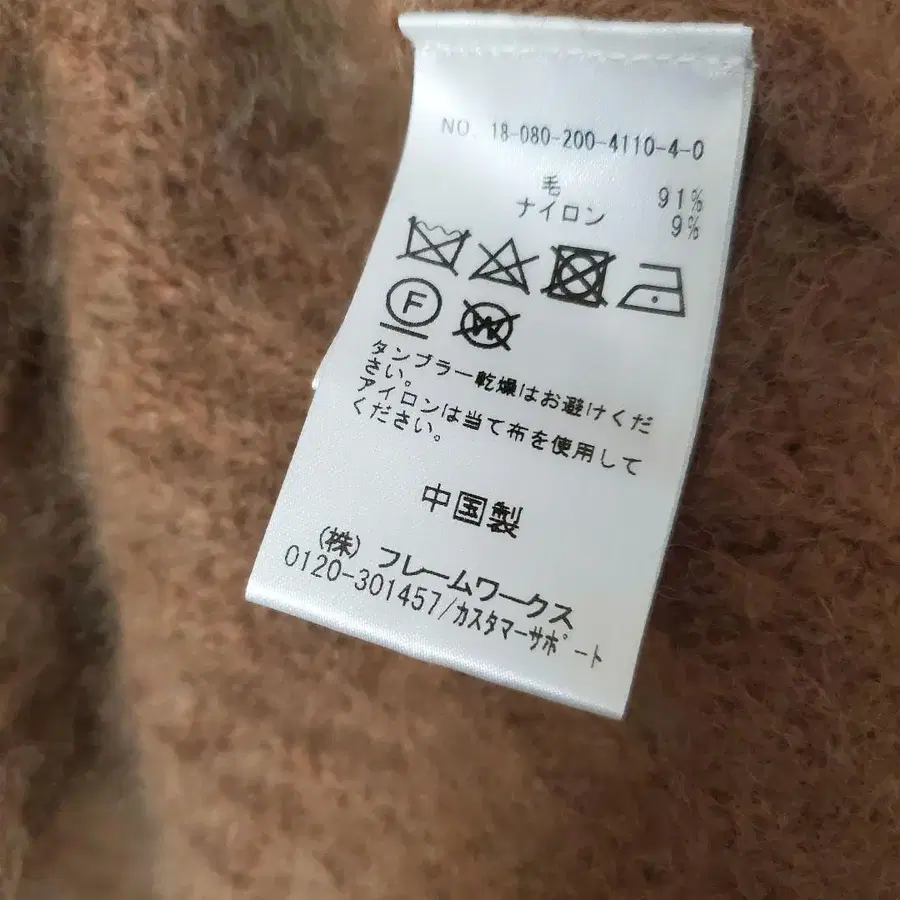 NO. 18-080-200-4110-4-0
毛 91%
ナイロン 9%
F
W
タンブラー乾燥はお避けくだ
さい。
アイロンは当て布を使用して
ください。
中国製
(株) フレームワークス
0120-301457/カスタマーサポート